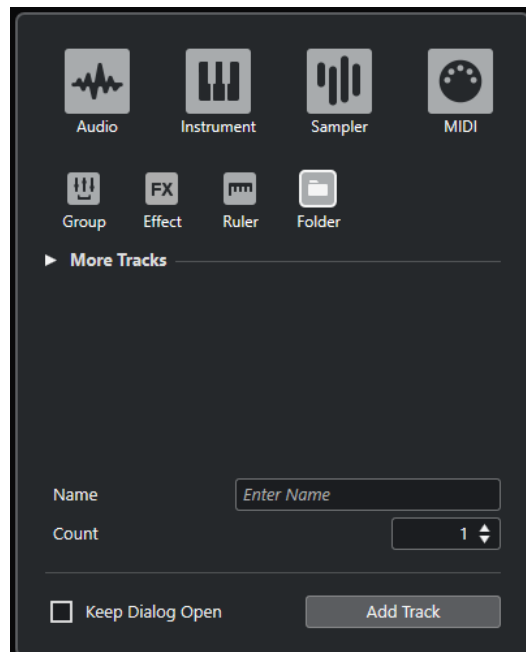 Audio Instrument Sampler MIDI
FX
Group Effect Ruler Folder
More Tracks
Name Enter Name
Count 1
Keep Dialog Open Add Track